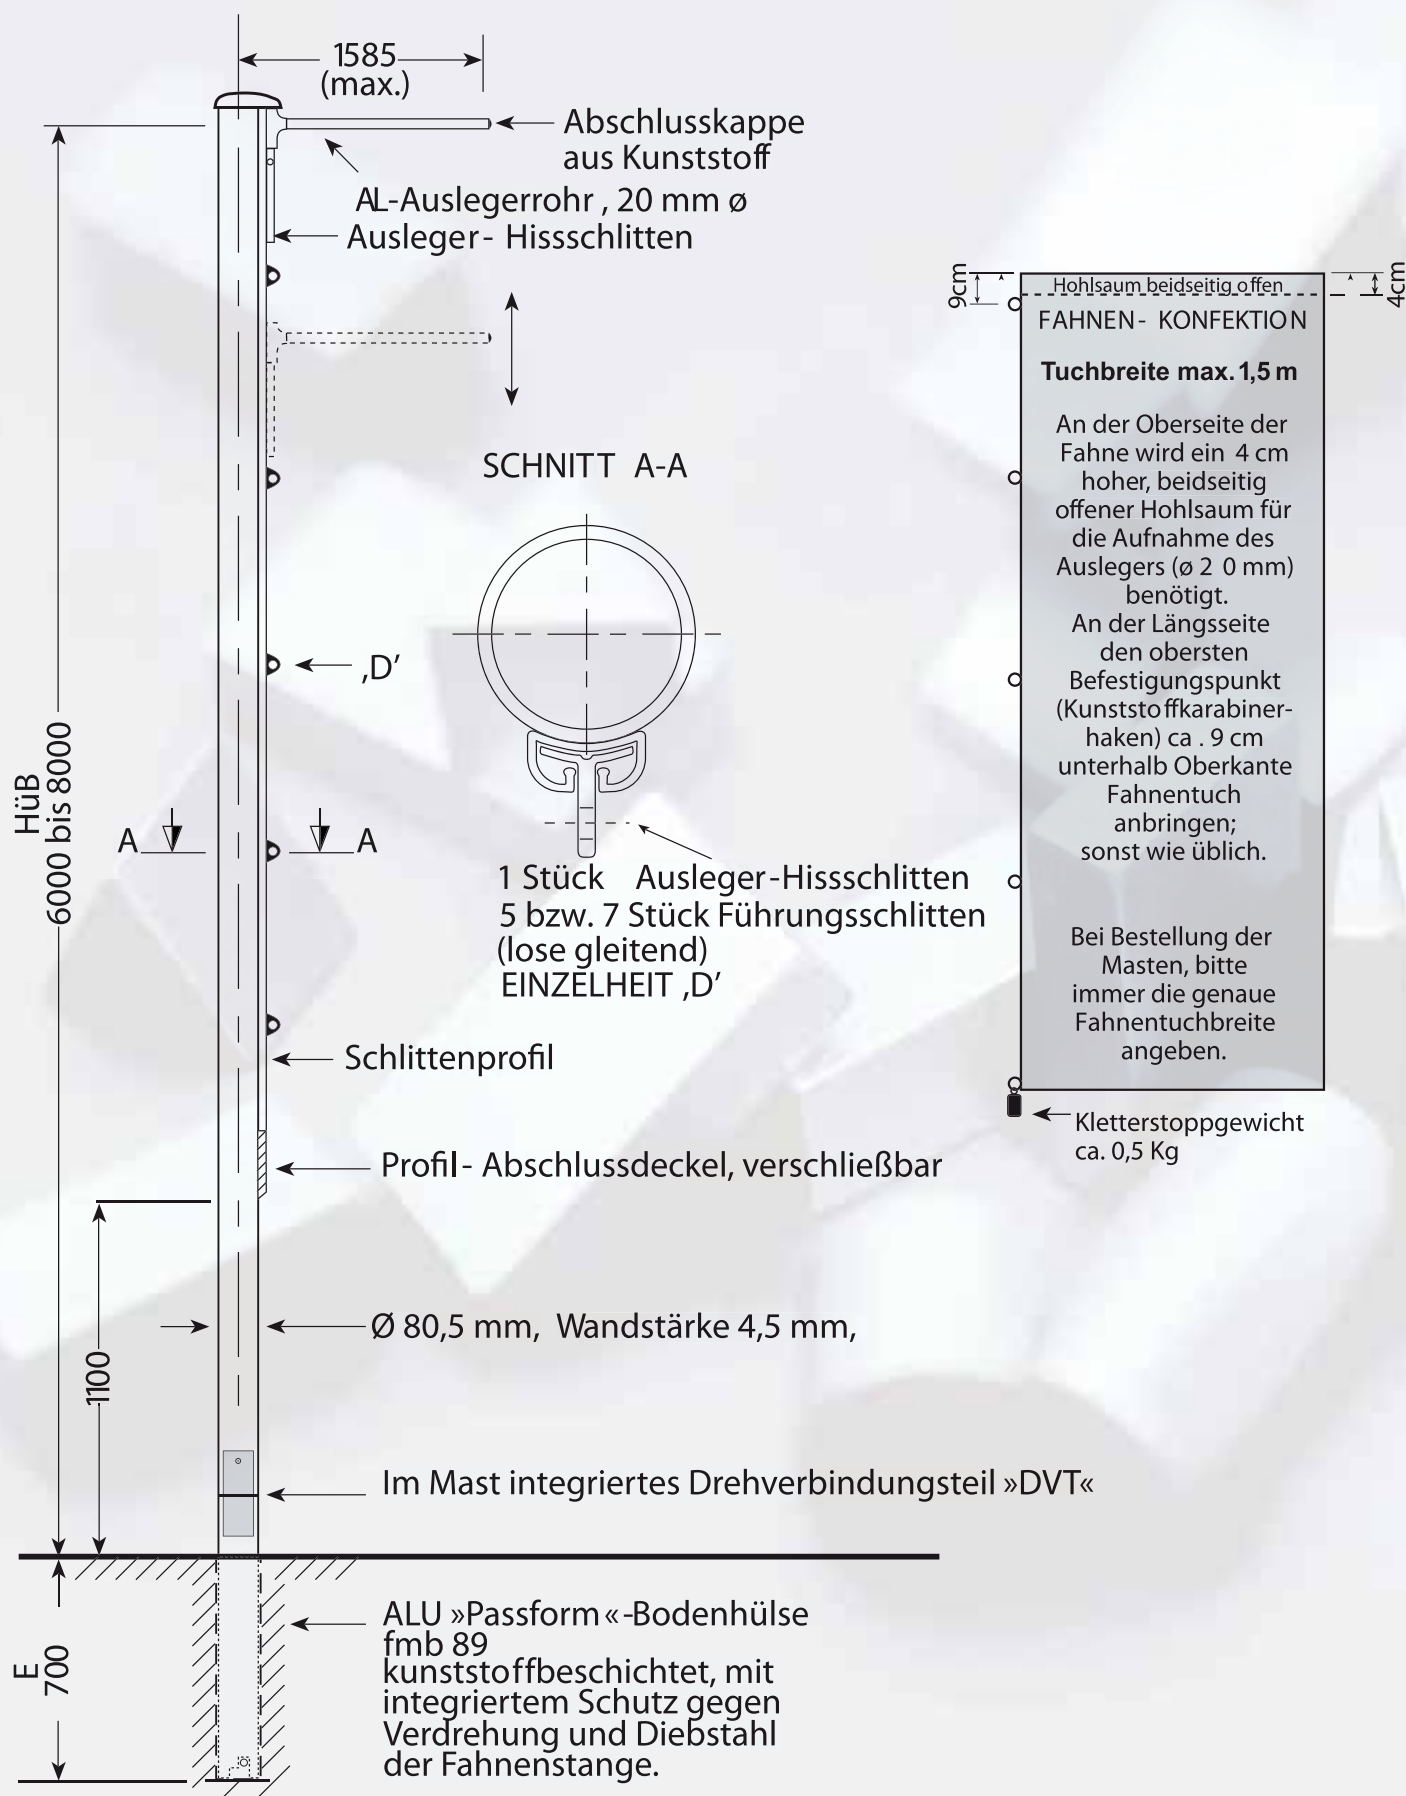 1585
(max.)
Abschlusskappe
aus Kunststoff
AL-Auslegerrohr , 20 mm ø
Ausleger- Hissschlitten
SCHNITT A-A
‚D’
HüB
6000 bis 8000
A
A
1 Stück Ausleger-Hissschlitten
5 bzw. 7 Stück Führungsschlitten
(lose gleitend)
EINZELHEIT ‚D’
Schlittenprofil
Profil- Abschlussdeckel, verschließbar
1100
Ø 80,5 mm, Wandstärke 4,5 mm,
Im Mast integriertes Drehverbindungsteil »DVT«
E
700
ALU »Passform«-Bodenhülse
fmb 89
kunststoffbeschichtet, mit
integriertem Schutz gegen
Verdrehung und Diebstahl
der Fahnenstange.
9cm
4cm
Hohlsaum beidseitig offen
FAHNEN- KONFEKTION
Tuchbreite max. 1,5 m
An der Oberseite der
Fahne wird ein 4 cm
hoher, beidseitig
offener Hohlsaum für
die Aufnahme des
Auslegers (ø 2 0 mm)
benötigt.
An der Längsseite
den obersten
Befestigungspunkt
(Kunststoffkarabiner-
haken) ca . 9 cm
unterhalb Oberkante
Fahnentuch
anbringen;
sonst wie üblich.
Bei Bestellung der
Masten, bitte
immer die genaue
Fahnentuchbreite
angeben.
Kletterstoppgewicht
ca. 0,5 Kg